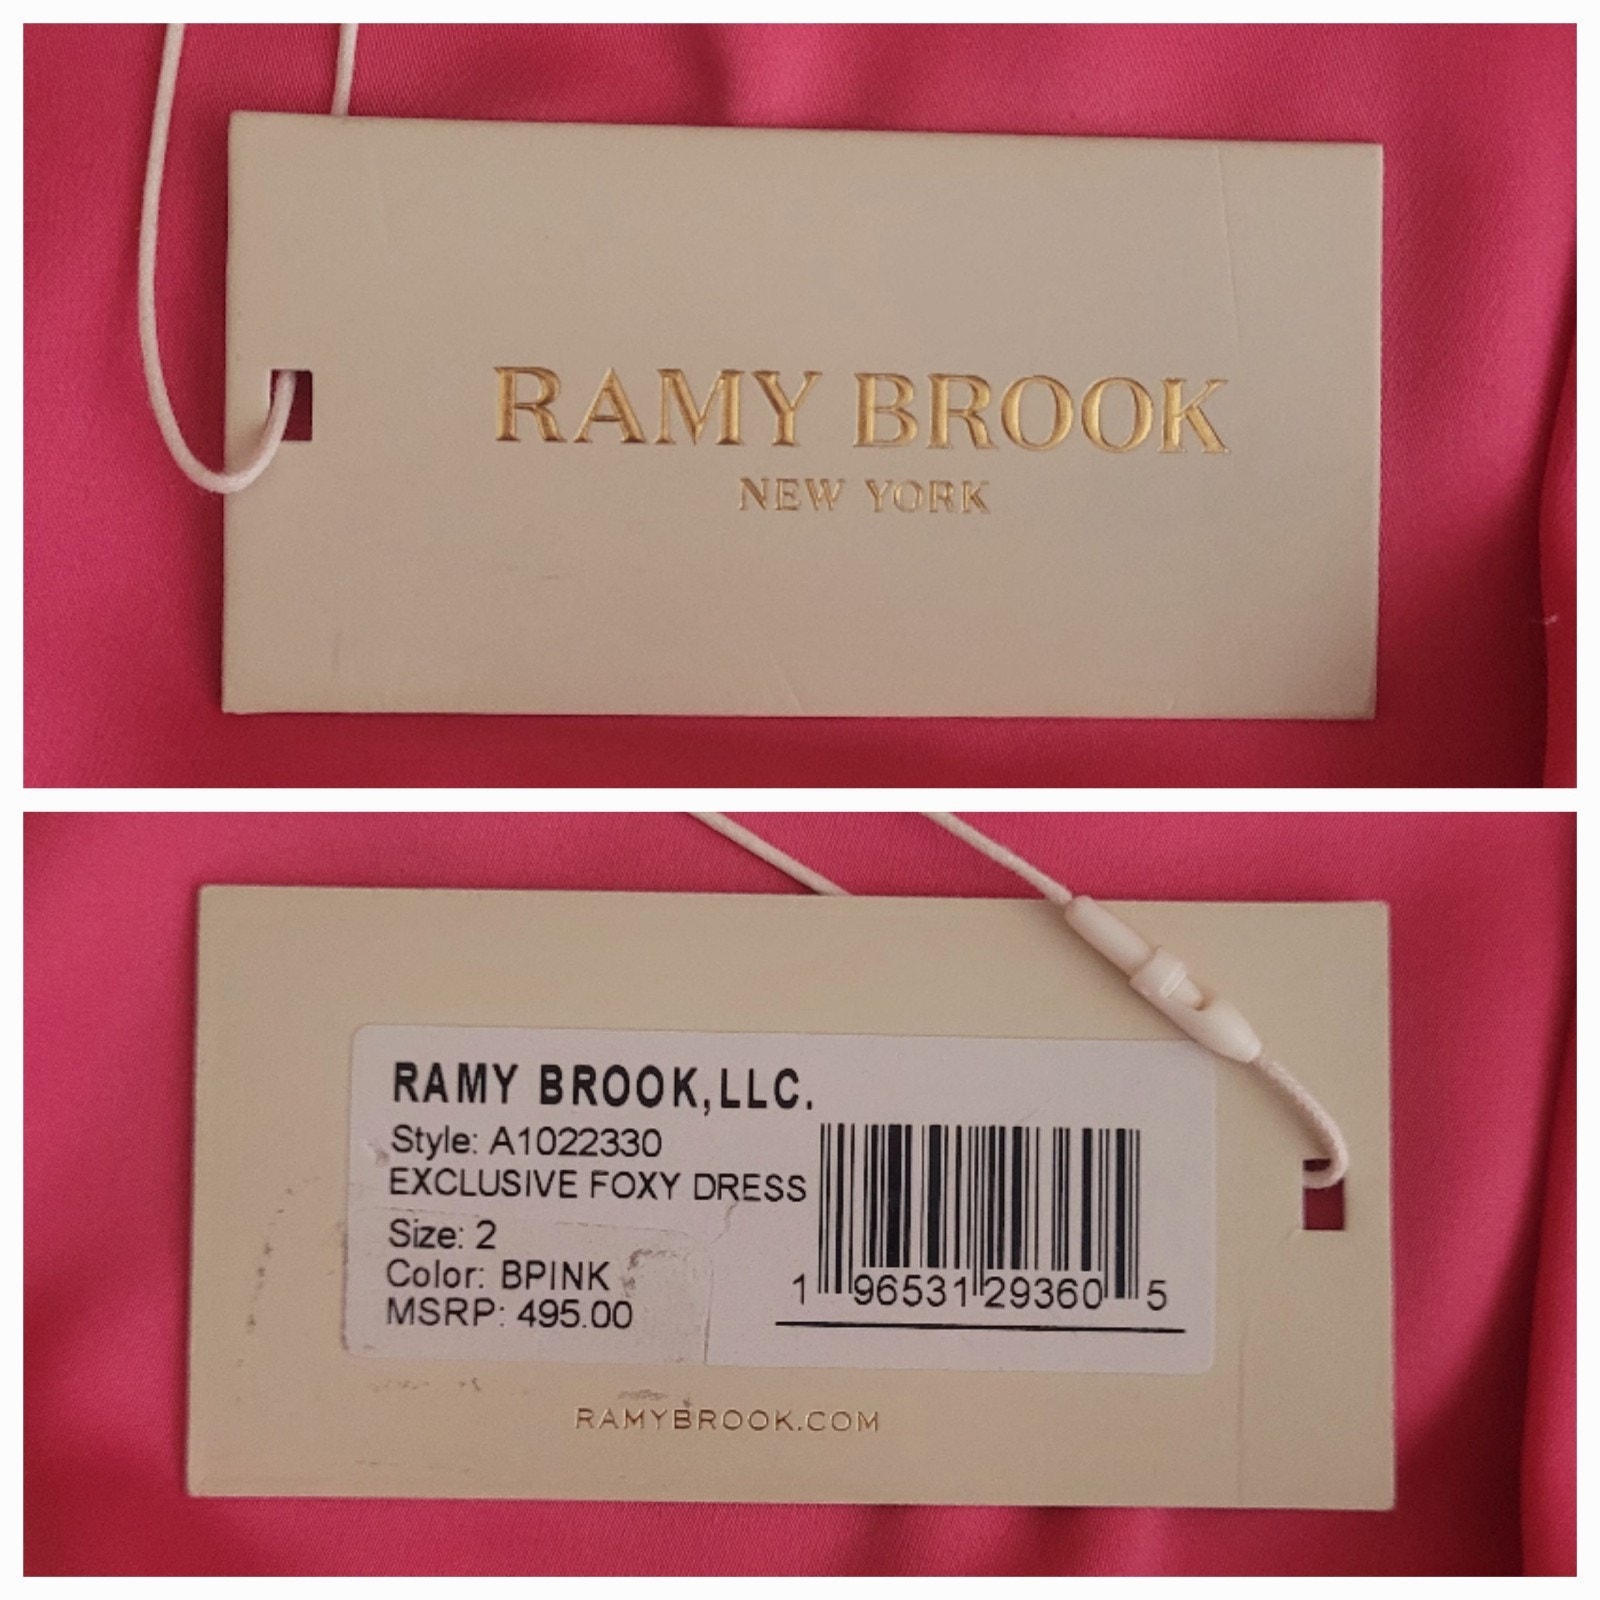 RAMY BROOK
NEW YORK
RAMY BROOK,LLC.
Style: A1022330
EXCLUSIVE FOXY DRESS
Size: 2
Color: BPINK
MSRP: 495.00
1 96531 29360 5
RAMYBROOK.COM